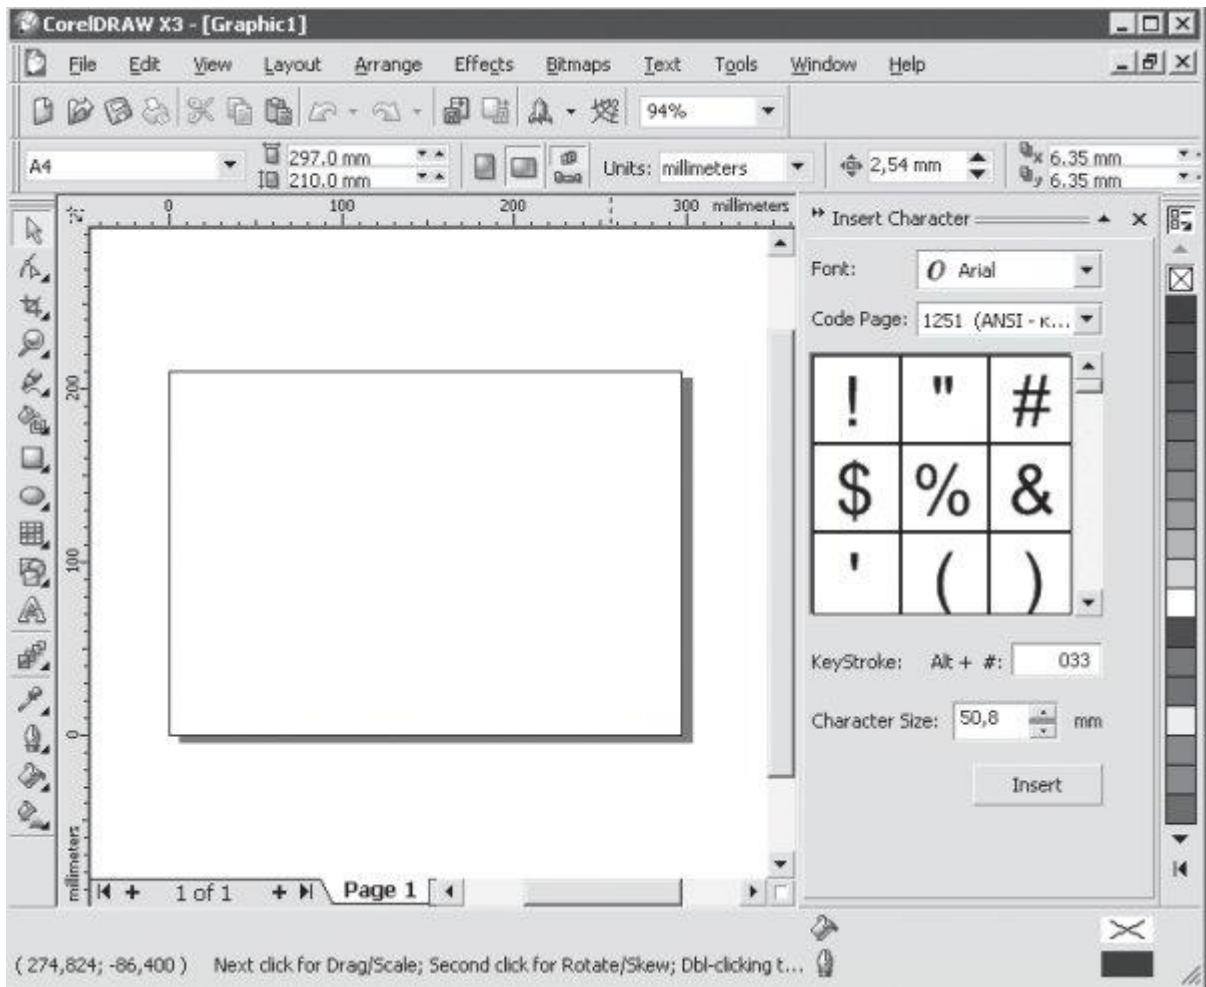 CorelDRAW X3 - [Graphic1]
File Edit View Layout Arrange Effects Bitmaps Text Tools Window Help
94%
A4
297,0 mm
210,0 mm
Units: millimeters
2,54 mm
x 6.35 mm
y 6.35 mm
0 100 200 300 millimeters
200
100
0
millimeters
Insert Character
Font: O Arial
Code Page: 1251 (ANSI - к...
! " #
$ % &
' ( )
KeyStroke: Alt + #: 033
Character Size: 50,8 mm
Insert
1 of 1 Page 1
( 274,824; -86,400 ) Next click for Drag/Scale; Second click for Rotate/Skew; Dbl-clicking t...